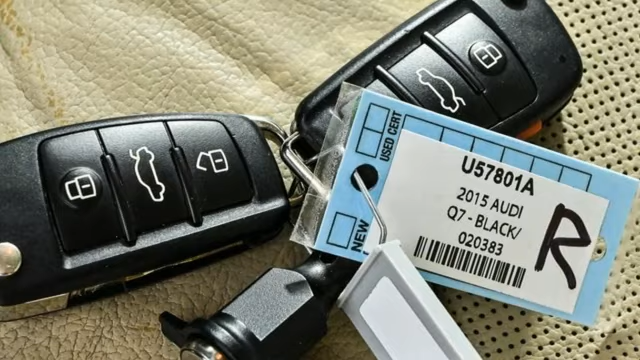 USED CERT
NEW
U57801A
2015 AUDI
Q7 - BLACK/
020383
R